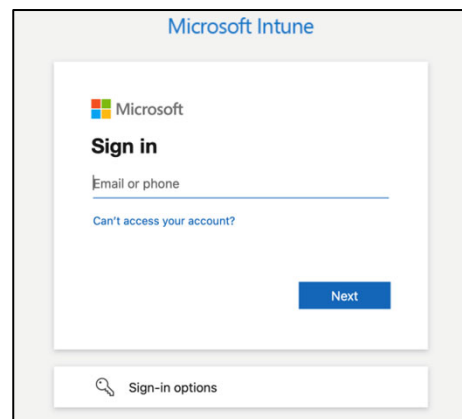 Microsoft Intune
Microsoft
Sign in
Email or phone
Can't access your account?
Next
Sign-in options